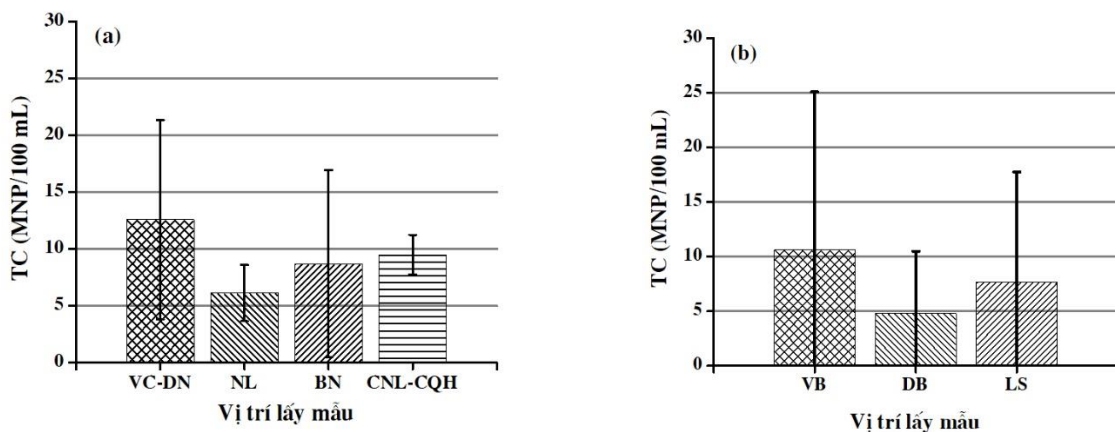 (a)
TC (MNP/100 mL)
30
25
20
15
10
5
0
VC-DN NL BN CNL-CQH
Vị trí lấy mẫu
(b)
TC (MNP/100 mL)
30
25
20
15
10
5
0
VB DB LS
Vị trí lấy mẫu